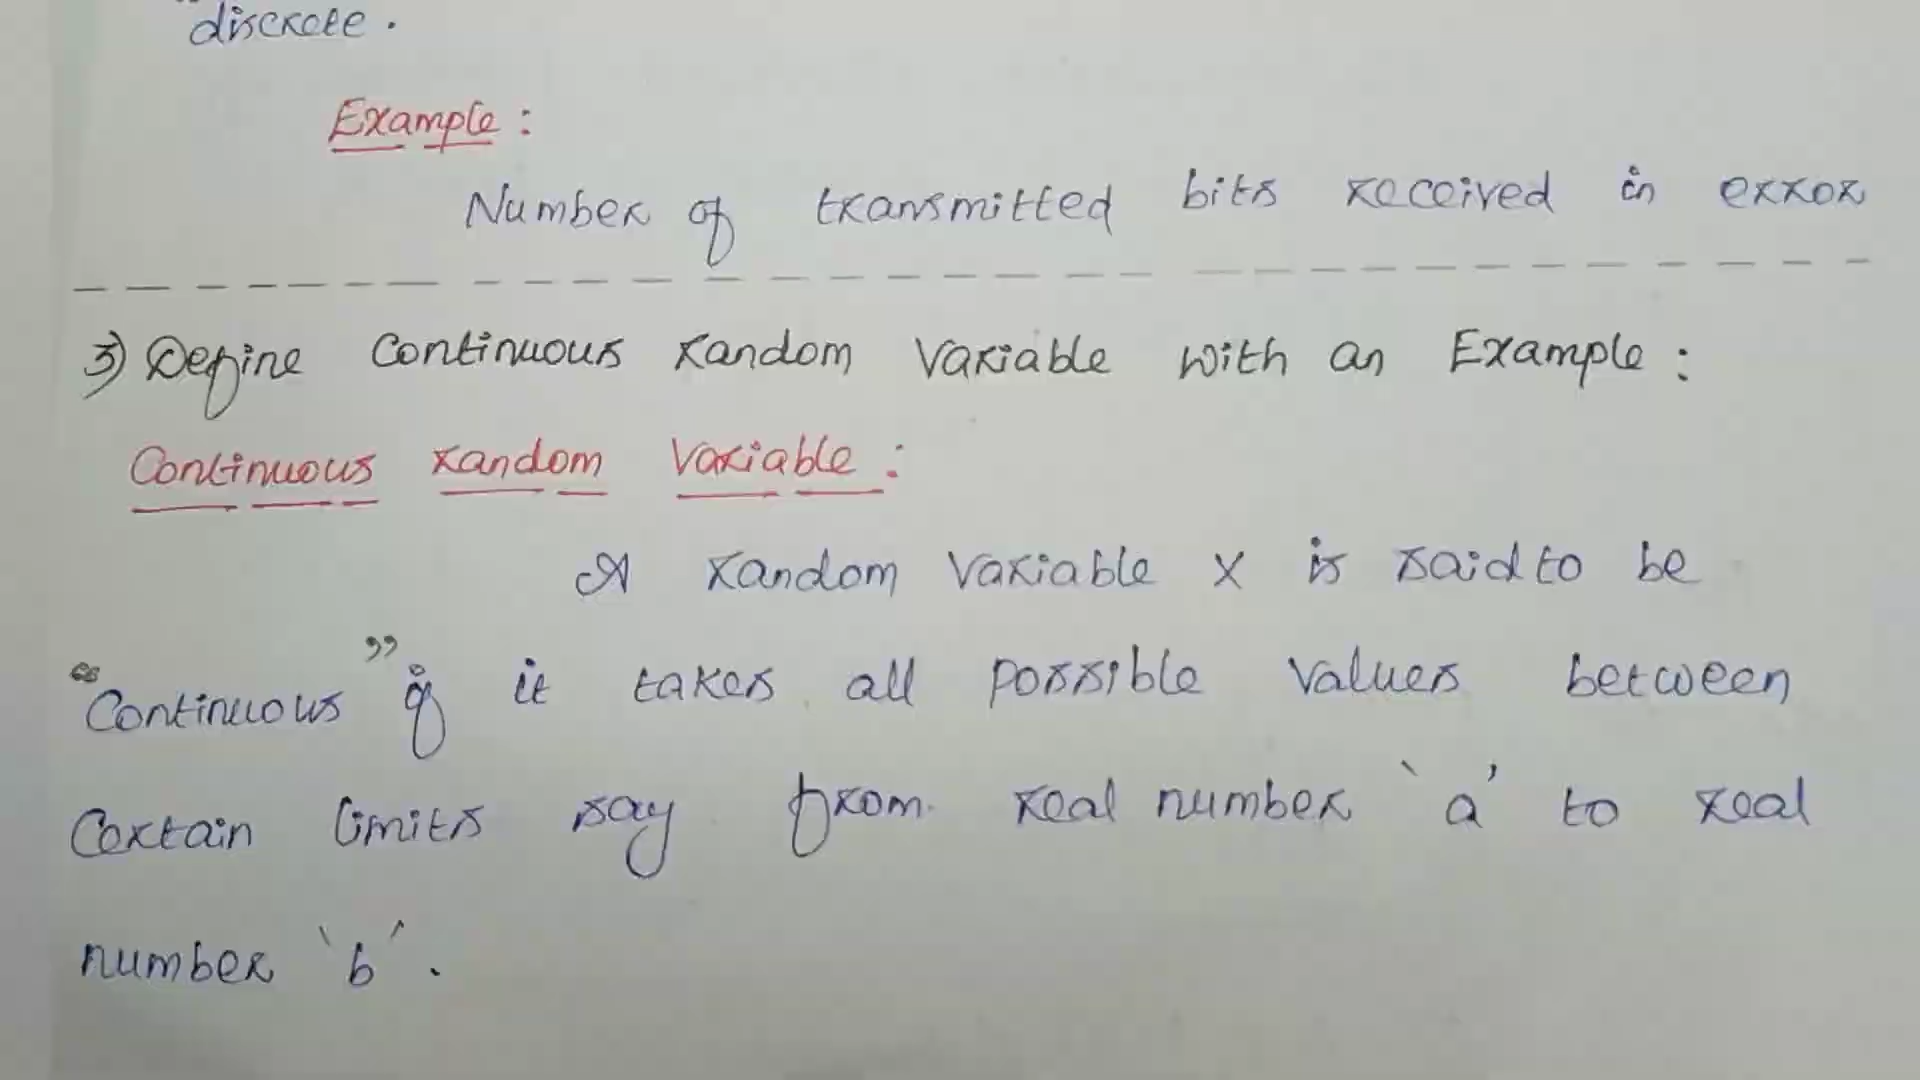 discrete.
Example:
Number of transmitted bits received in error
3) Define Continuous random Variable with an Example:
Continuous random Variable:
A random Variable X is said to be
"Continuous" if it takes all possible values between
Certain limits say from real number `a' to real
number `b'.